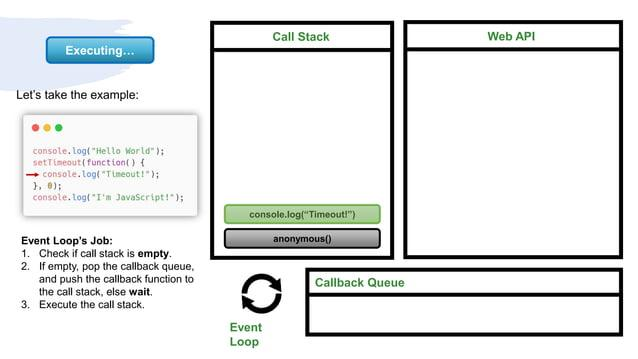 Executing…
Let's take the example:
console.log("Hello World");
setTimeout(function() {
console.log("Timeout!");
}, 0);
console.log("I'm JavaScript!");
Event Loop's Job:
1. Check if call stack is empty.
2. If empty, pop the callback queue,
and push the callback function to
the call stack, else wait.
3. Execute the call stack.
Call Stack
console.log(“Timeout!”)
anonymous()
Web API
Event
Loop
Callback Queue